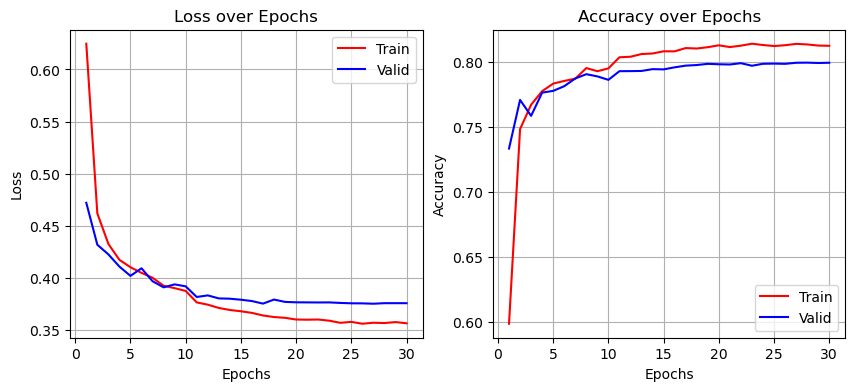 Loss over Epochs
Loss
0.60
0.55
0.50
0.45
0.40
0.35
0
5
10
15
20
25
30
Epochs
Train
Valid
Accuracy over Epochs
Accuracy
0.80
0.75
0.70
0.65
0.60
0
5
10
15
20
25
30
Epochs
Train
Valid